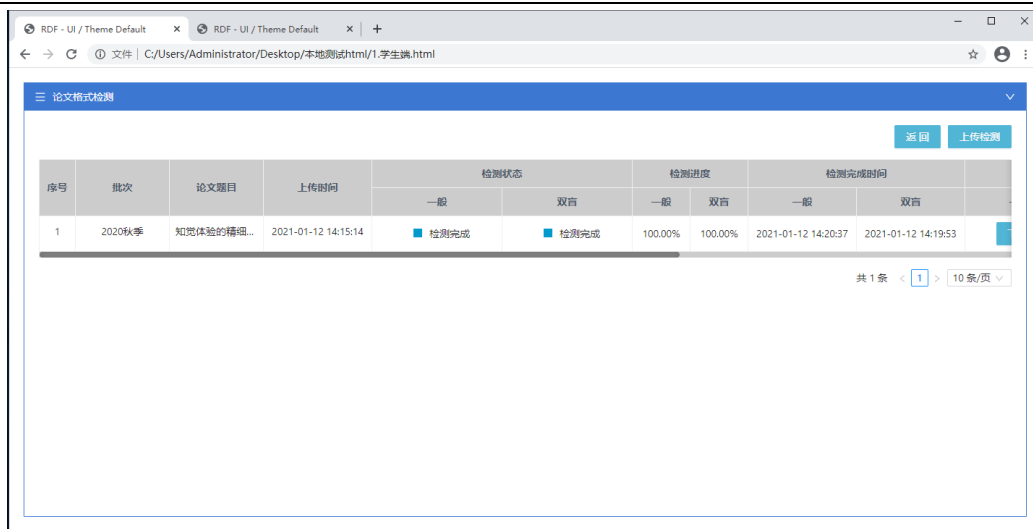 RDF - UI / Theme Default RDF - UI / Theme Default
文件 C:/Users/Administrator/Desktop/本地测试html/1.学生端.html
论文格式检测
返回 上传检测
序号 批次 论文题目 上传时间 检测状态 检测进度 检测完成时间
一般 双盲 一般 双盲 一般 双盲
1 2020秋季 知觉体验的精细... 2021-01-12 14:15:14 检测完成 检测完成 100.00% 100.00% 2021-01-12 14:20:37 2021-01-12 14:19:53
共 1 条 < 1 > 10 条/页